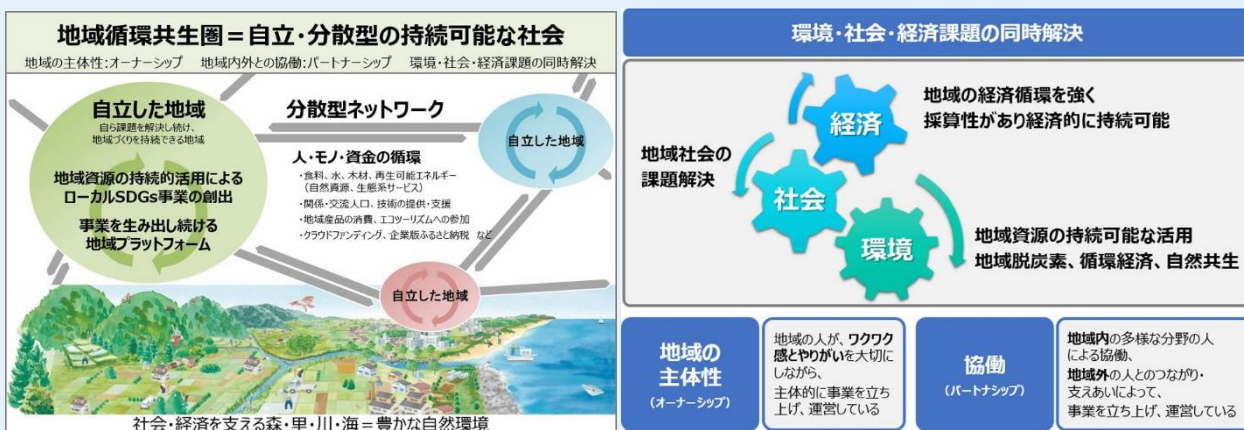 地域循環共生圏＝自立・分散型の持続可能な社会
地域の主体性：オーナーシップ　地域内外との協働：パートナーシップ　環境・社会・経済課題の同時解決
自立した地域
自ら課題を解決し続け、
地域づくりを持続できる地域
地域資源の持続的活用による
ローカルSDGs事業の創出
事業を生み出し続ける
地域プラットフォーム
分散型ネットワーク
人・モノ・資金の循環
・食料、水、木材、再生可能エネルギー
（自然資源、生態系サービス）
・関係・交流人口、技術の提供・支援
・地域産品の消費、エコツーリズムへの参加
・クラウドファンディング、企業版ふるさと納税　など
自立した地域
自立した地域
社会・経済を支える森・里・川・海＝豊かな自然環境
環境・社会・経済課題の同時解決
経済
地域の経済循環を強く
採算性があり経済的に持続可能
地域社会の
課題解決
社会
環境
地域資源の持続可能な活用
地域脱炭素、循環経済、自然共生
地域の
主体性
（オーナーシップ）
地域の人が、ワクワク
感とやりがいを大切に
しながら、
主体的に事業を立ち
上げ、運営している
協働
（パートナシップ）
地域内の多様な分野の人
による協働、
地域外の人とのつながり・
支えあいによって、
事業を立ち上げ、運営している